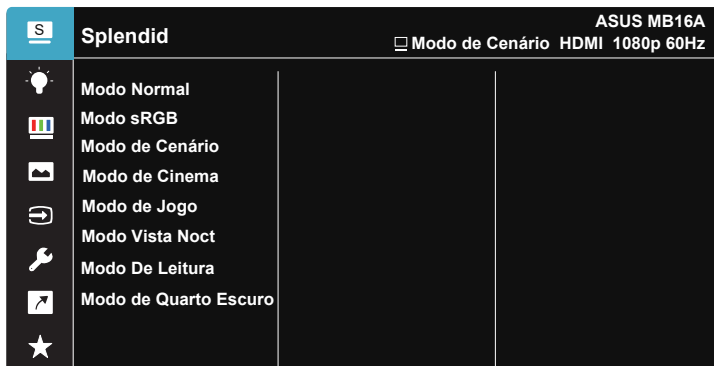 S
Splendid
ASUS MB16A
Modo de Cenário HDMI 1080p 60Hz
Modo Normal
Modo sRGB
Modo de Cenário
Modo de Cinema
Modo de Jogo
Modo Vista Noct
Modo De Leitura
Modo de Quarto Escuro